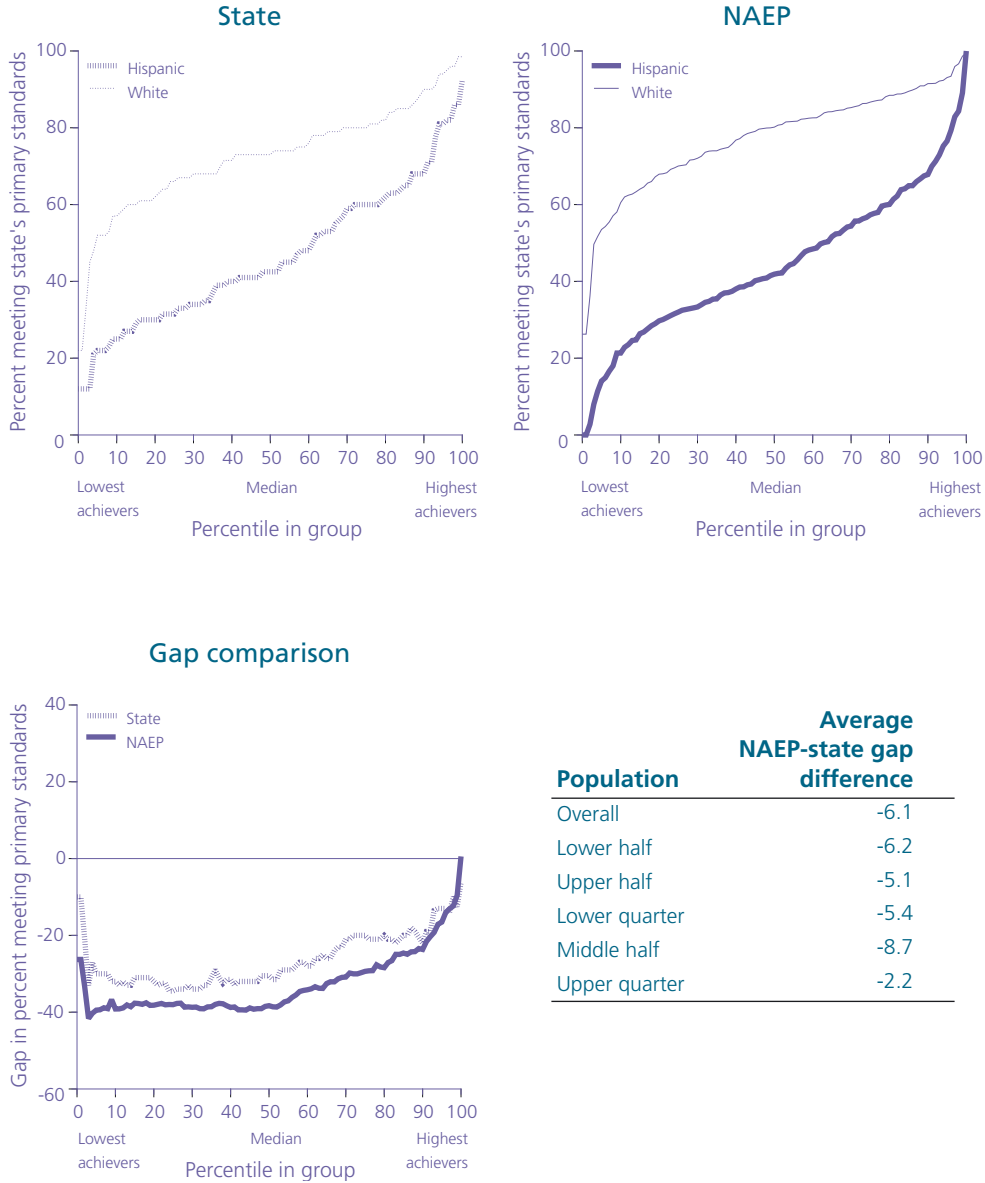 State
Percent meeting state's primary standards
100
80
60
40
20
0
Hispanic
White
0 10 20 30 40 50 60 70 80 90 100
Lowest achievers
Median
Highest achievers
Percentile in group
NAEP
Percent meeting state's primary standards
100
80
60
40
20
0
Hispanic
White
0 10 20 30 40 50 60 70 80 90 100
Lowest achievers
Median
Highest achievers
Percentile in group
Gap comparison
Gap in percent meeting primary standards
40
20
0
-20
-40
-60
State
NAEP
0 10 20 30 40 50 60 70 80 90 100
Lowest achievers
Median
Highest achievers
Percentile in group
Average
NAEP-state gap
Population difference
Overall -6.1
Lower half -6.2
Upper half -5.1
Lower quarter -5.4
Middle half -8.7
Upper quarter -2.2